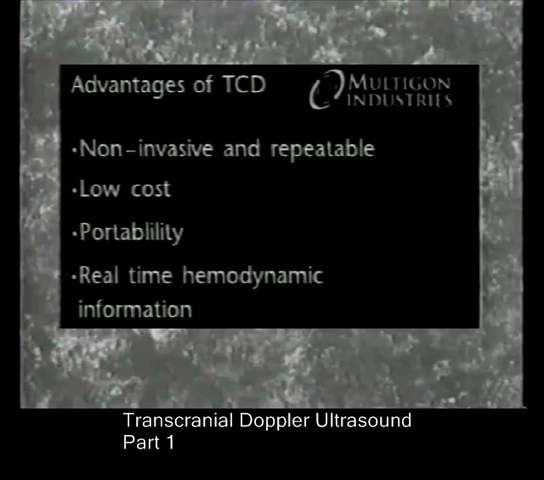 Advantages of TCD
MULTIGON
INDUSTRIES
·Non-invasive and repeatable
·Low cost
·Portablility
·Real time hemodynamic
information
Transcranial Doppler Ultrasound
Part 1